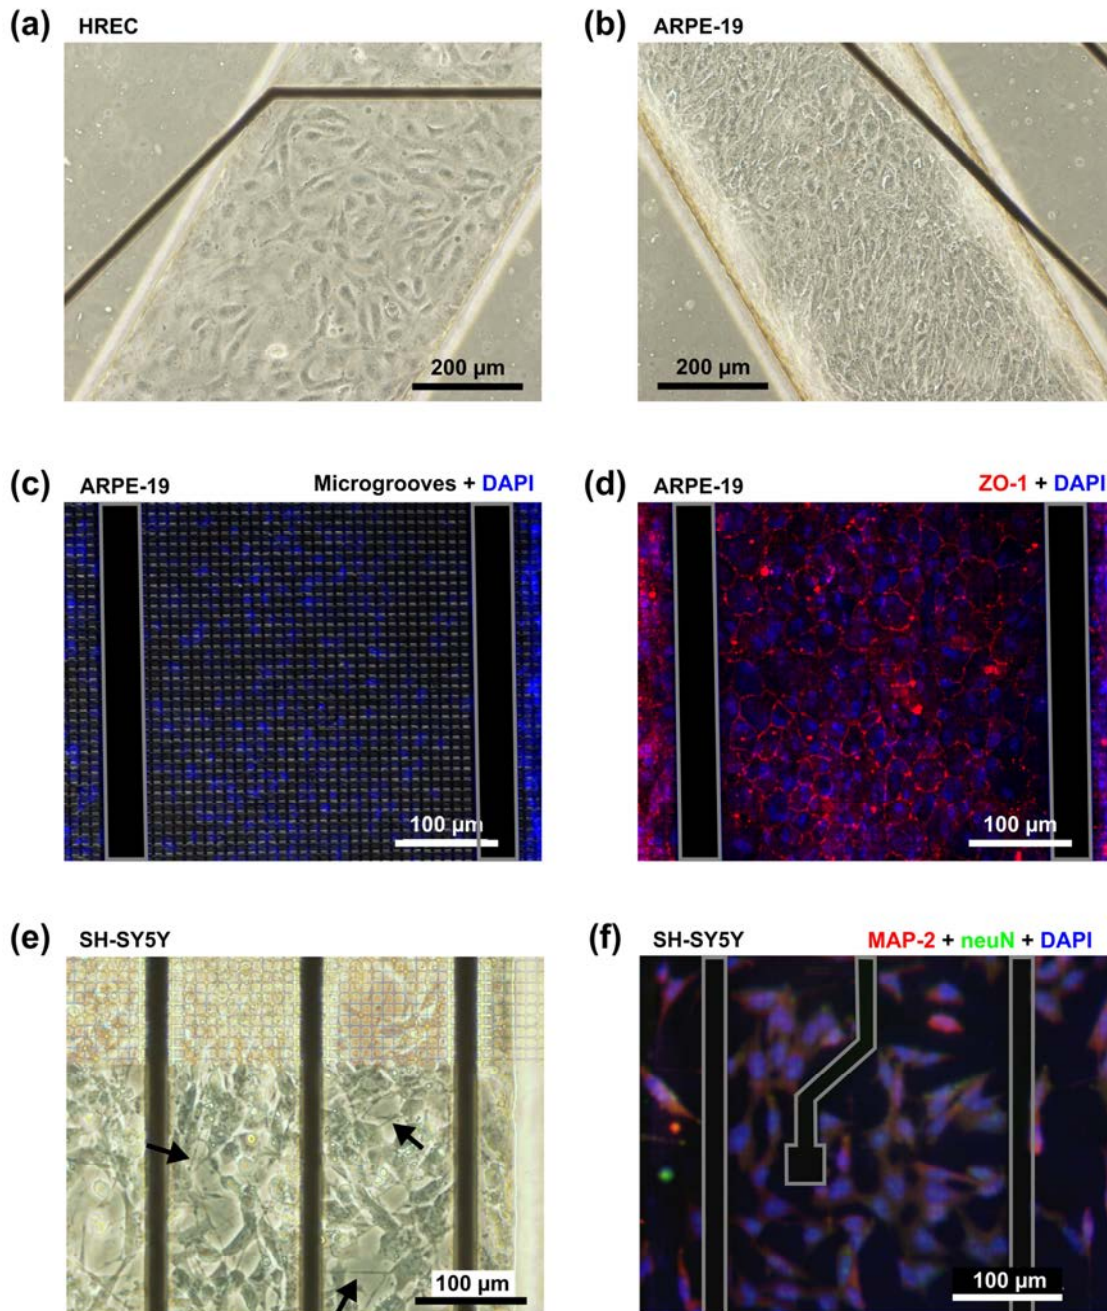 (a) HREC
(b) ARPE-19
200 µm
200 µm
(c) ARPE-19 Microgrooves + DAPI
(d) ARPE-19 ZO-1 + DAPI
100 µm
100 µm
(e) SH-SY5Y
(f) SH-SY5Y MAP-2 + neuN + DAPI
100 µm
100 µm